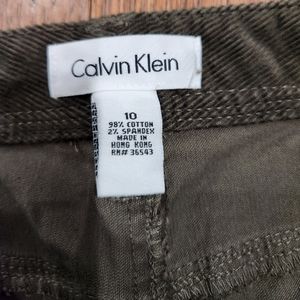 Calvin Klein
10
98% COTTON
2% SPANDEX
MADE IN
HONG KONG
RN# 36543